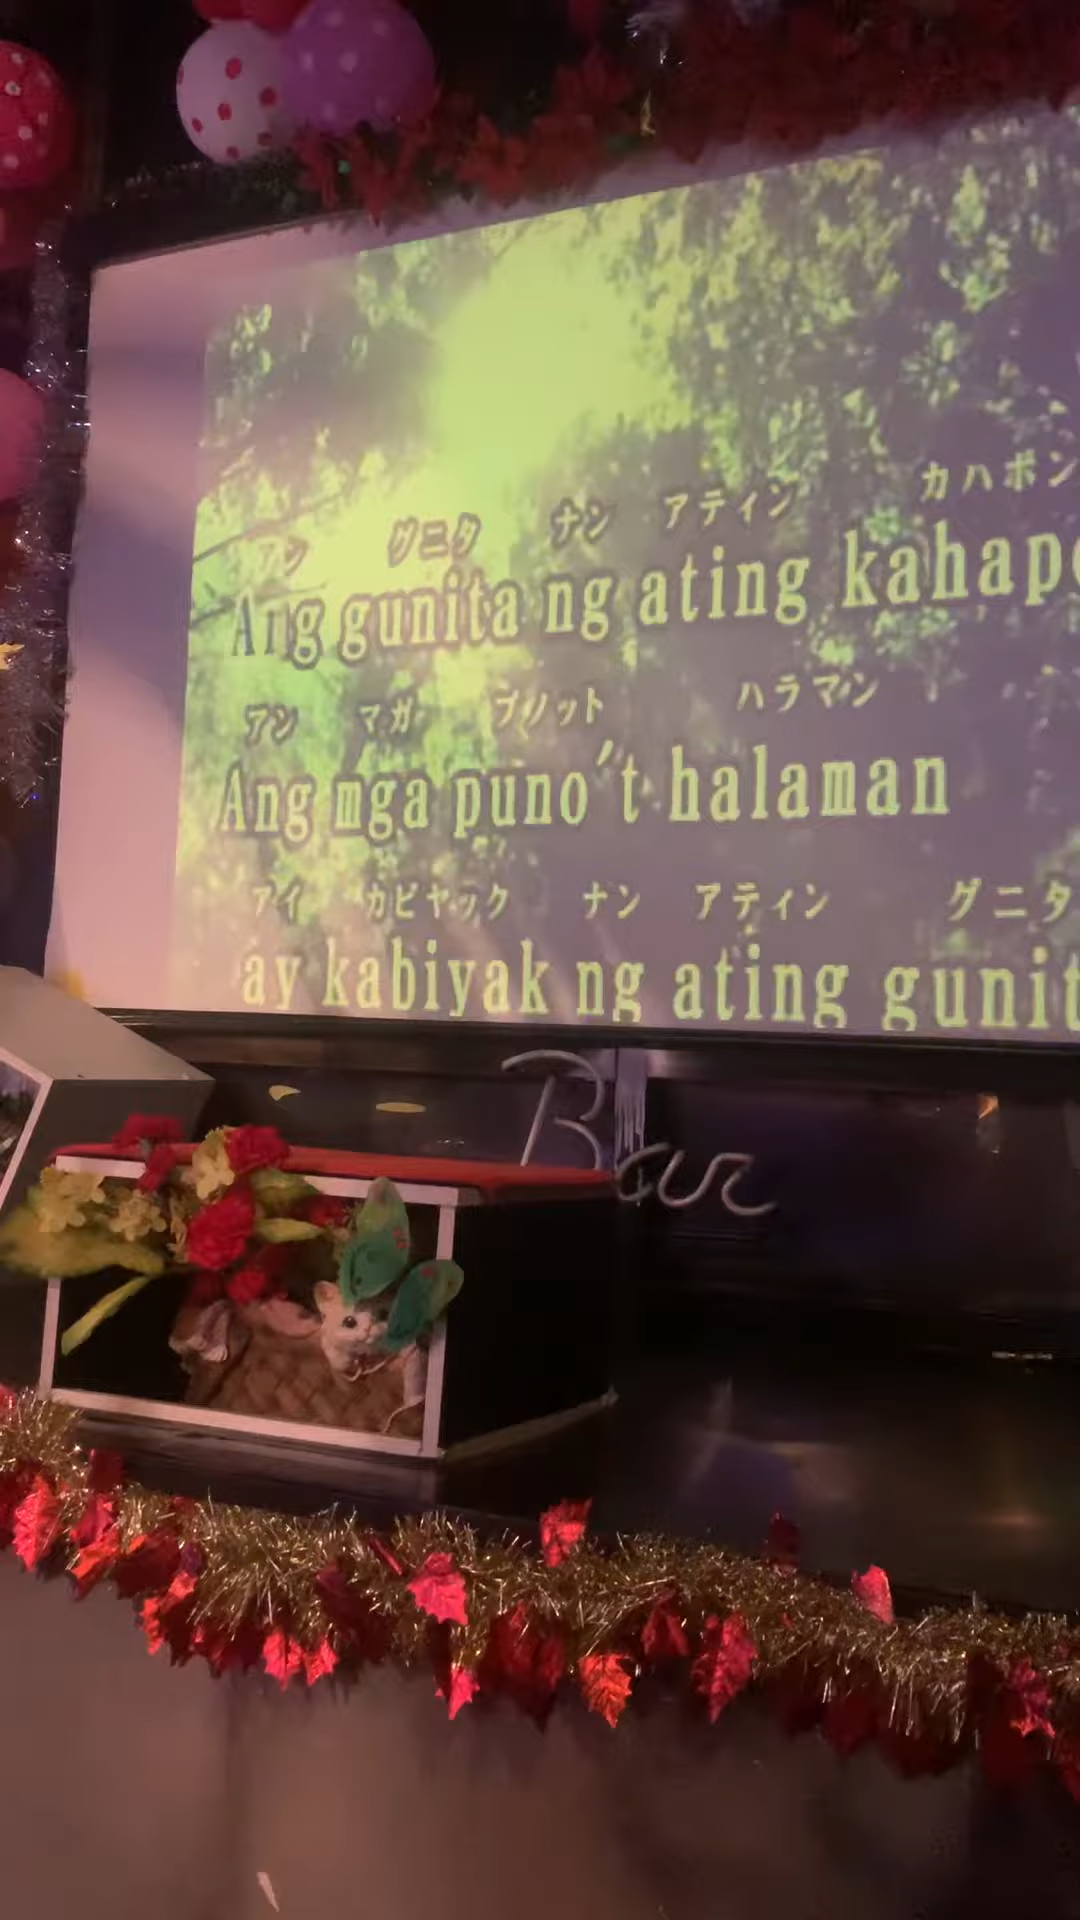 アン グニタ ナン アティン カハポン
Ang gunita ng ating kahapo
アン マガ プノット ハラマン
Ang mga puno't halaman
アイ カビヤック ナン アティン グニタ
ay kabiyak ng ating gunit
Bar